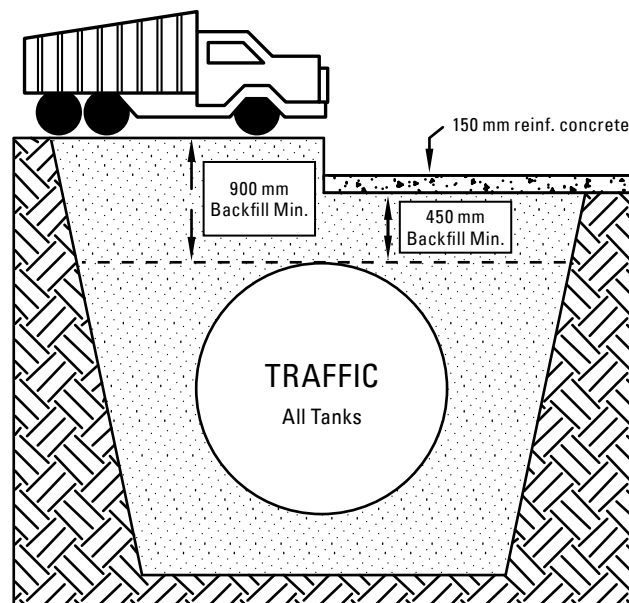 150 mm reinf. concrete
900 mm
Backfill Min.
450 mm
Backfill Min.
TRAFFIC
All Tanks